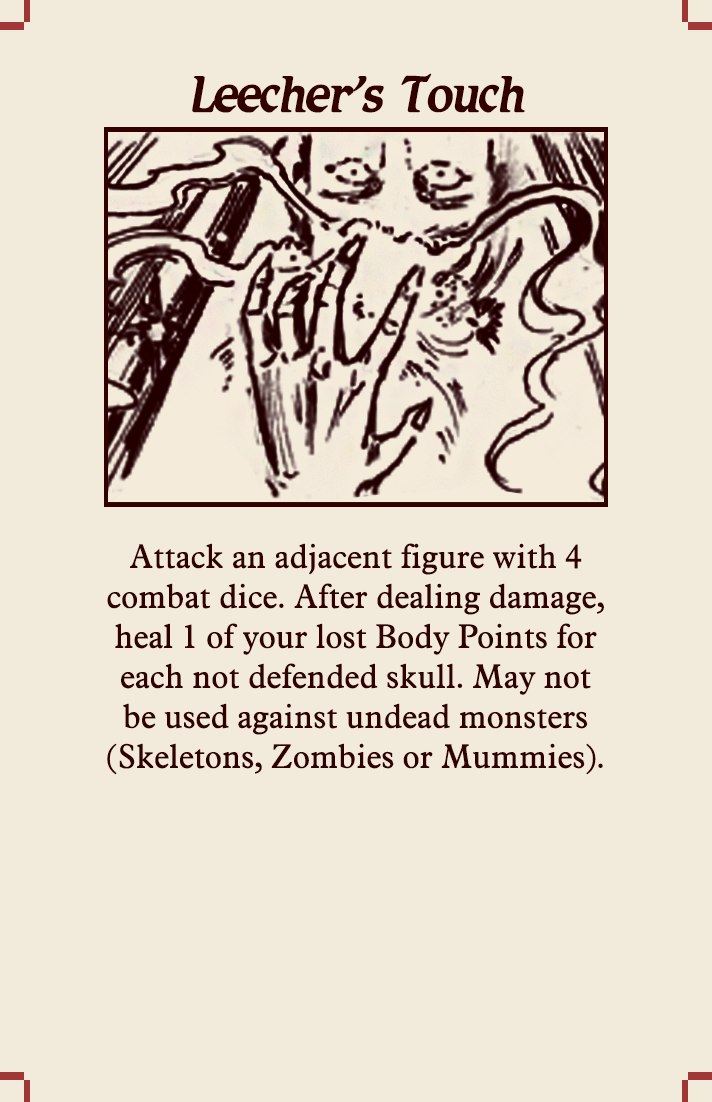 Leecher’s Touch
Attack an adjacent figure with 4
combat dice. After dealing damage,
heal 1 of your lost Body Points for
each not defended skull. May not
be used against undead monsters
(Skeletons, Zombies or Mummies).